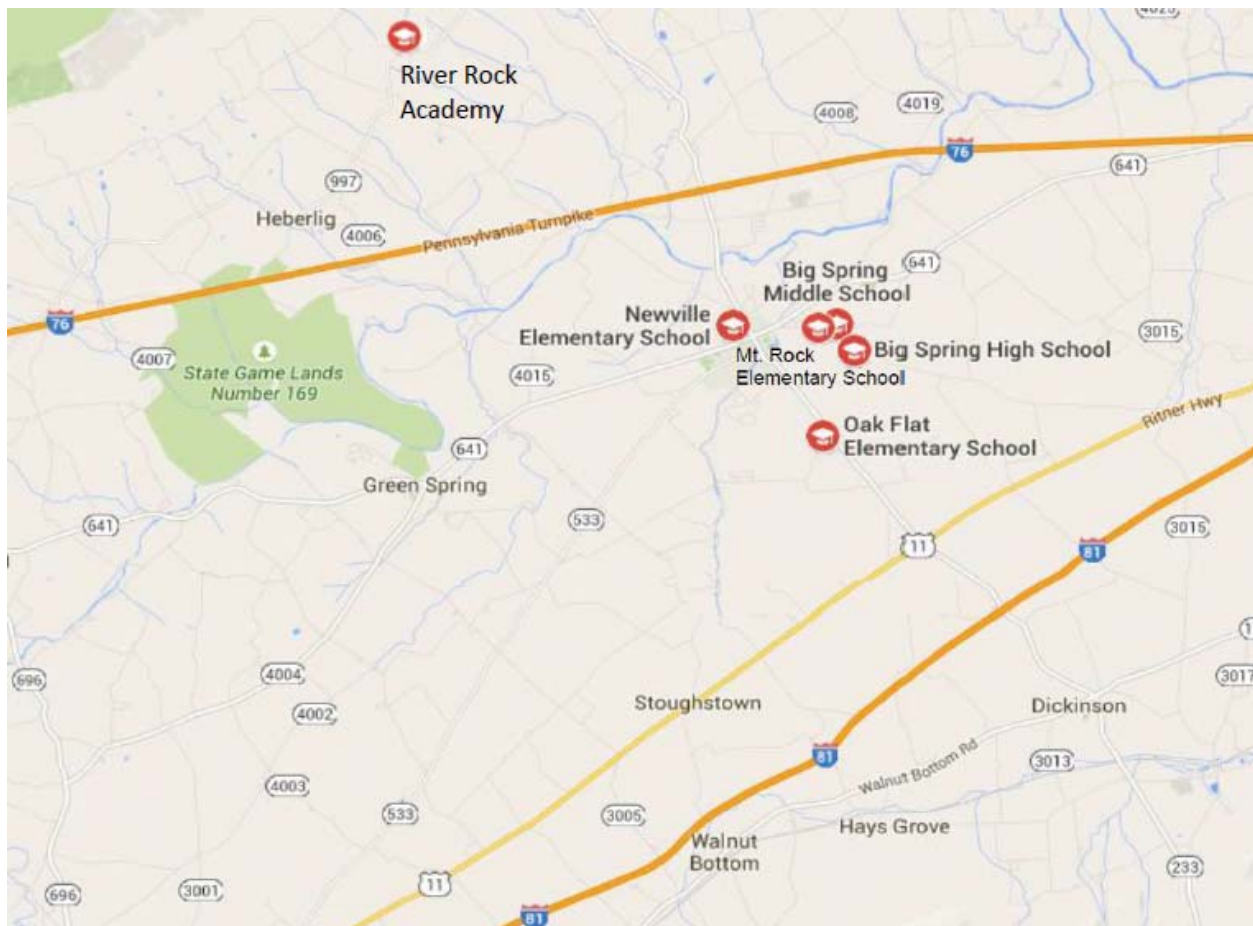 4025
River Rock
Academy
4008
4019
76
641
997
Heberlig
4006
Pennsylvania Turnpike
641
Big Spring
Middle School
Newville
Elementary School
76
4007
3015
Mt. Rock
Elementary School
Big Spring High School
State Game Lands
Number 169
4015
Ritner Hwy
Oak Flat
Elementary School
641
Green Spring
533
641
3015
11
81
4004
696
3017
Stoughstown
Dickinson
4002
81
Walnut Bottom Rd
3013
4003
533
3005
Hays Grove
Walnut
Bottom
233
11
696
3001
81